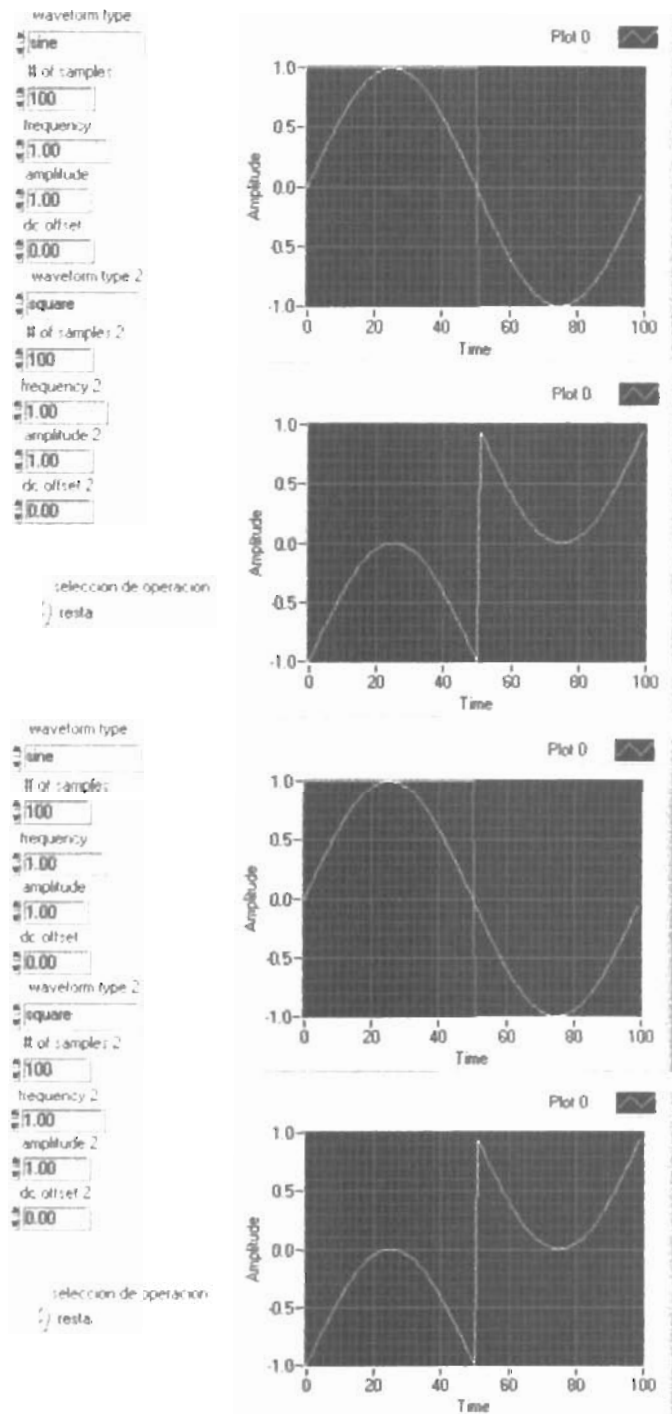 waveform type
sine
# of samples
100
frequency
1.00
amplitude
1.00
dc offset
0.00
waveform type 2
square
# of samples 2
100
frequency 2
1.00
amplitude 2
1.00
dc offset 2
0.00
seleccion de operacion
resta
Plot 0
1.0
0.5
0.0
-0.5
-1.0
Amplitude
0 20 40 60 80 100
Time
Plot 0
1.0
0.5
0.0
-0.5
-1.0
Amplitude
0 20 40 60 80 100
Time
waveform type
sine
# of samples
100
frequency
1.00
amplitude
1.00
dc offset
0.00
waveform type 2
square
# of samples 2
100
frequency 2
1.00
amplitude 2
1.00
dc offset 2
0.00
seleccion de operacion
resta
Plot 0
1.0
0.5
0.0
-0.5
-1.0
Amplitude
0 20 40 60 80 100
Time
Plot 0
1.0
0.5
0.0
-0.5
-1.0
Amplitude
0 20 40 60 80 100
Time